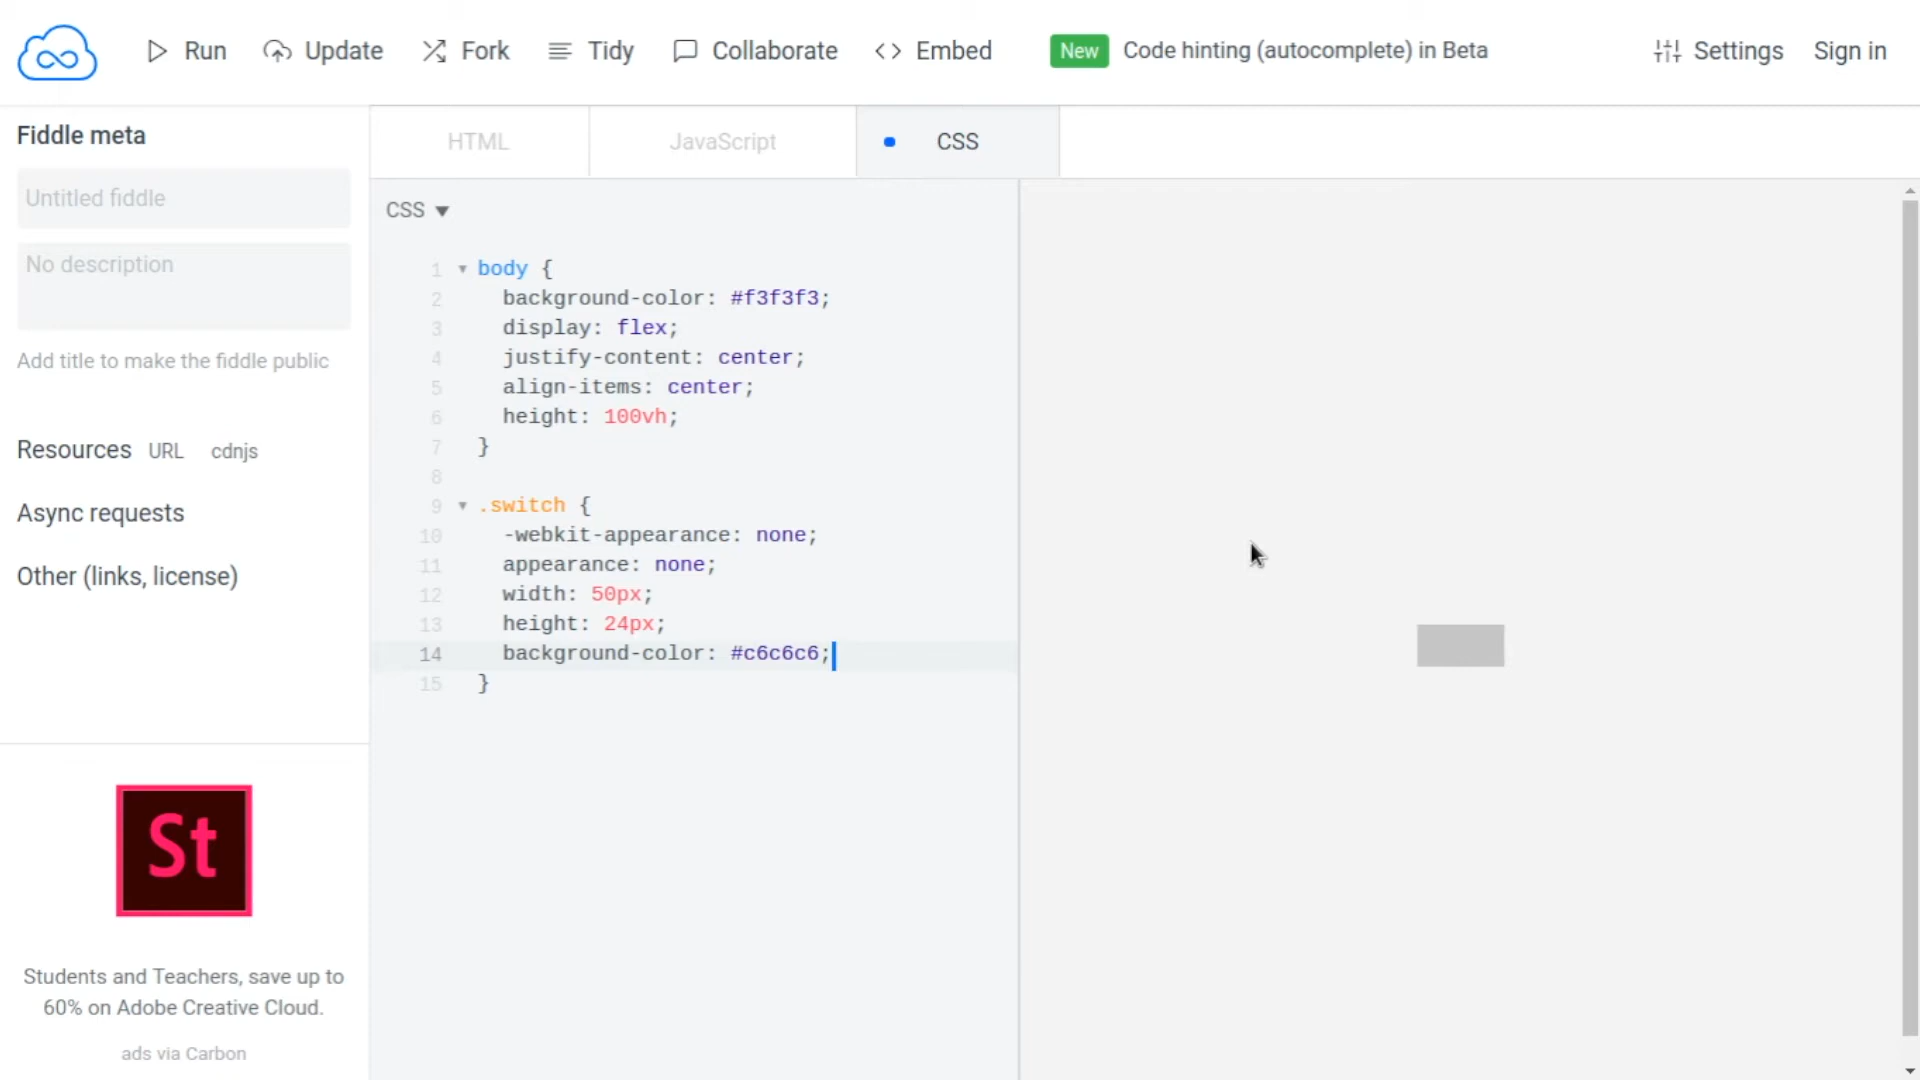 Run Update Fork Tidy Collaborate Embed New Code hinting (autocomplete) in Beta Settings Sign in
Fiddle meta
Untitled fiddle
No description
Add title to make the fiddle public
Resources URL cdnjs
Async requests
Other (links, license)
St
Students and Teachers, save up to
60% on Adobe Creative Cloud.
ads via Carbon
HTML JavaScript CSS
CSS ▼
1 ▼ body {
2 background-color: #f3f3f3;
3 display: flex;
4 justify-content: center;
5 align-items: center;
6 height: 100vh;
7 }
8
9 ▼ .switch {
10 -webkit-appearance: none;
11 appearance: none;
12 width: 50px;
13 height: 24px;
14 background-color: #c6c6c6;
15 }